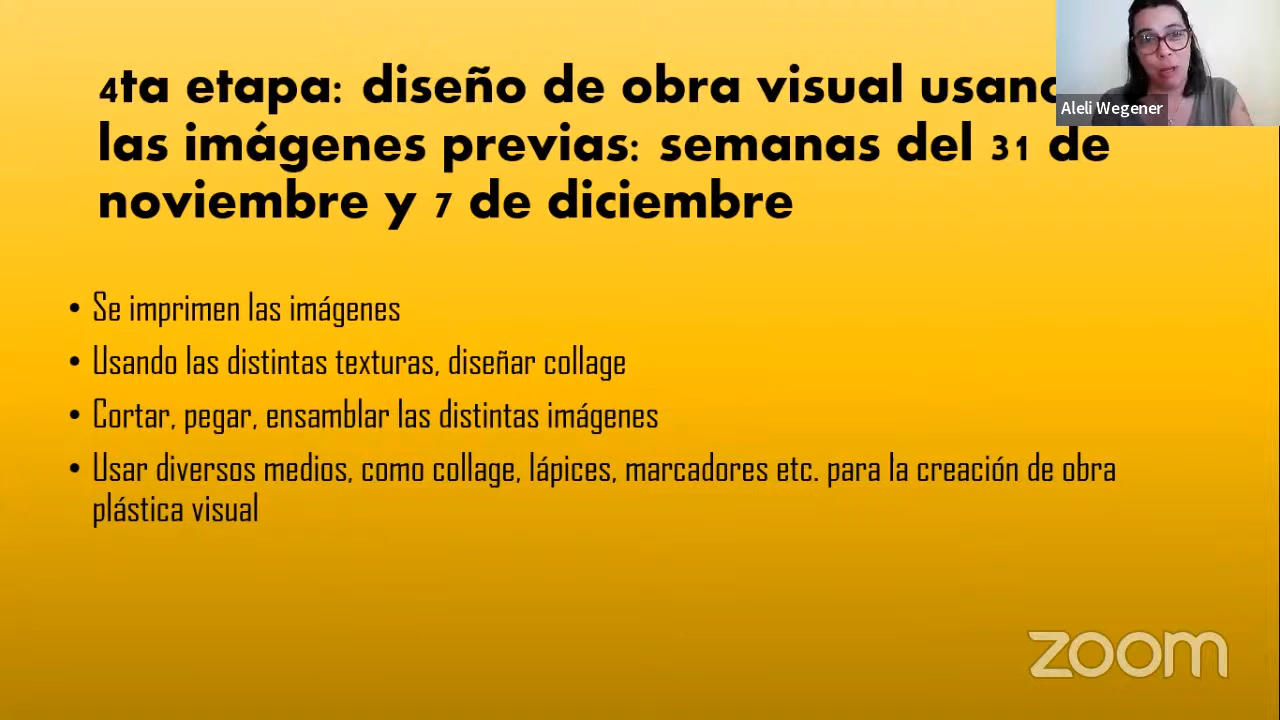 4ta etapa: diseño de obra visual
las imágenes previas: semanas del 31 de
noviembre y 7 de diciembre
Aleli Wegener
• Se imprimen las imágenes
• Usando las distintas texturas, diseñar collage
• Cortar, pegar, ensamblar las distintas imágenes
• Usar diversos medios, como collage, lápices, marcadores etc. para la creación de obra
plástica visual
zoom